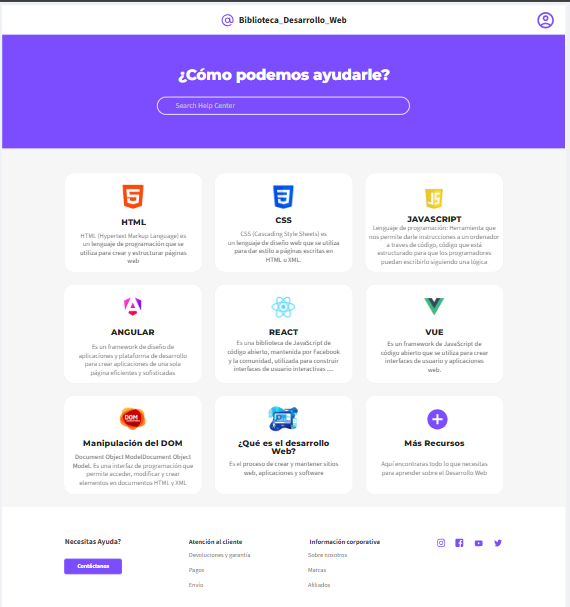 Biblioteca_Desarrollo_Web
¿Cómo podemos ayudarle?
Search Help Center
HTML
HTML (Hypertext Markup Language) es
un lenguaje de programación que se
utiliza para crear y estructurar páginas
web
CSS
CSS (Cascading Style Sheets) es
un lenguaje de diseño web que se utiliza
para dar estilo a páginas escritas en
HTML o XML.
JS
JAVASCRIPT
Lenguaje de programación: Herramienta que
nos permite darle instrucciones a un ordenador
a traves de código, código que está
estructurado para que los programadores
puedan escribirlo siguiendo una lógica
ANGULAR
Es un framework de diseño de
aplicaciones y plataforma de desarrollo
para crear aplicaciones de una sola
página eficientes y sofisticadas
REACT
Es una biblioteca de JavaScript de
código abierto, mantenida por Facebook
y la comunidad, utilizada para construir
interfaces de usuario interactivas ....
VUE
Es un framework de JavaScript de
código abierto que se utiliza para crear
interfaces de usuario y aplicaciones
web.
DOM
Manipulación del DOM
Document Object ModelDocument Object
Model. Es una interfaz de programación que
permite acceder, modificar y crear
elementos en documentos HTML y XML
¿Qué es el desarrollo
Web?
Es el proceso de crear y mantener sitios
web, aplicaciones y software
Más Recursos
Aquí encontraras todo lo que necesitas
para aprender sobre el Desarrollo Web
Necesitas Ayuda?
Contáctanos
Atención al cliente
Devoluciones y garantía
Pagos
Envío
Información corporativa
Sobre nosotros
Marcas
Afiliados